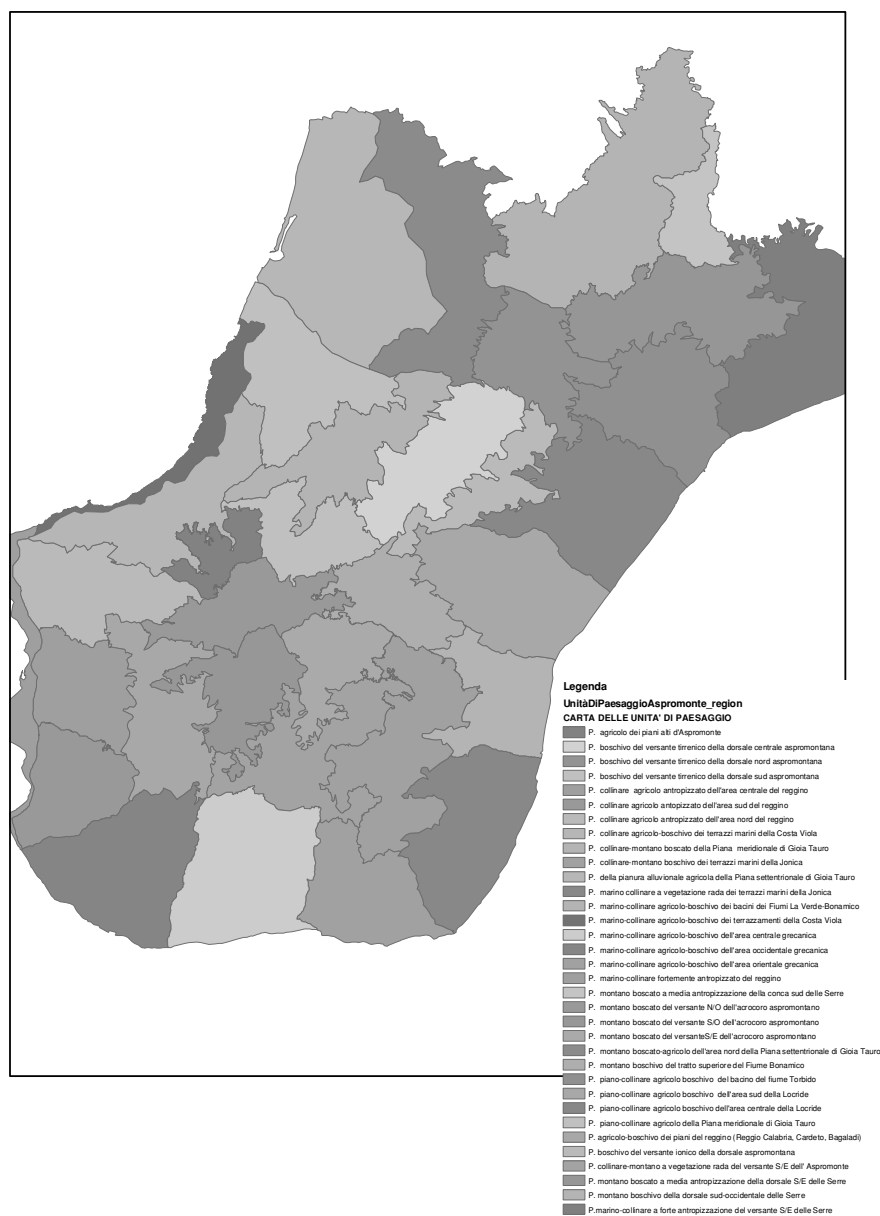 Legenda
UnitàDiPaesaggioAspromonte_region
CARTA DELLE UNITA' DI PAESAGGIO
P. agricolo dei piani alti d'Aspromonte
P. boschivo del versante tirrenico della dorsale centrale aspromontana
P. boschivo del versante tirrenico della dorsale nord aspromontana
P. boschivo del versante tirrenico della dorsale sud aspromontana
P. collinare agricolo antropizzato dell'area centrale del reggino
P. collinare agricolo antopizzato dell'area sud del reggino
P. collinare agricolo antropizzato dell'area nord del reggino
P. collinare agricolo-boschivo dei terrazzi marini della Costa Viola
P. collinare-montano boscato della Piana meridionale di Gioia Tauro
P. collinare-montano boschivo dei terrazzi marini della Jonica
P. della pianura alluvionale agricola della Piana settentrionale di Gioia Tauro
P. marino collinare a vegetazione rada dei terrazzi marini della Jonica
P. marino-collinare agricolo-boschivo dei bacini dei Fiumi La Verde-Bonamico
P. marino-collinare agricolo-boschivo dei terrazzamenti della Costa Viola
P. marino-collinare agricolo-boschivo dell'area centrale grecanica
P. marino-collinare agricolo-boschivo dell'area occidentale grecanica
P. marino-collinare agricolo-boschivo dell'area orientale grecanica
P. marino-collinare fortemente antropizzato del reggino
P. montano boscato a media antropizzazione della conca sud delle Serre
P. montano boscato del versante N/O dell'acrocoro aspromontano
P. montano boscato del versante S/O dell'acrocoro aspromontano
P. montano boscato del versanteS/E dell'acrocoro aspromontano
P. montano boscato-agricolo dell'area nord della Piana settentrionale di Gioia Tauro
P. montano boschivo del tratto superiore del Fiume Bonamico
P. piano-collinare agricolo boschivo del bacino del fiume Torbido
P. piano-collinare agricolo boschivo dell'area sud della Locride
P. piano-collinare agricolo boschivo dell'area centrale della Locride
P. piano-collinare agricolo della Piana meridionale di Gioia Tauro
P. agricolo-boschivo dei piani del reggino (Reggio Calabria, Cardeto, Bagaladi)
P. boschivo del versante ionico della dorsale aspromontana
P. collinare-montano a vegetazione rada del versante S/E dell' Aspromonte
P. montano boscato a media antropizzazione della dorsale S/E delle Serre
P. montano boschivo della dorsale sud-occidentale delle Serre
P.marino-collinare a forte antropizzazione del versante S/E delle Serre